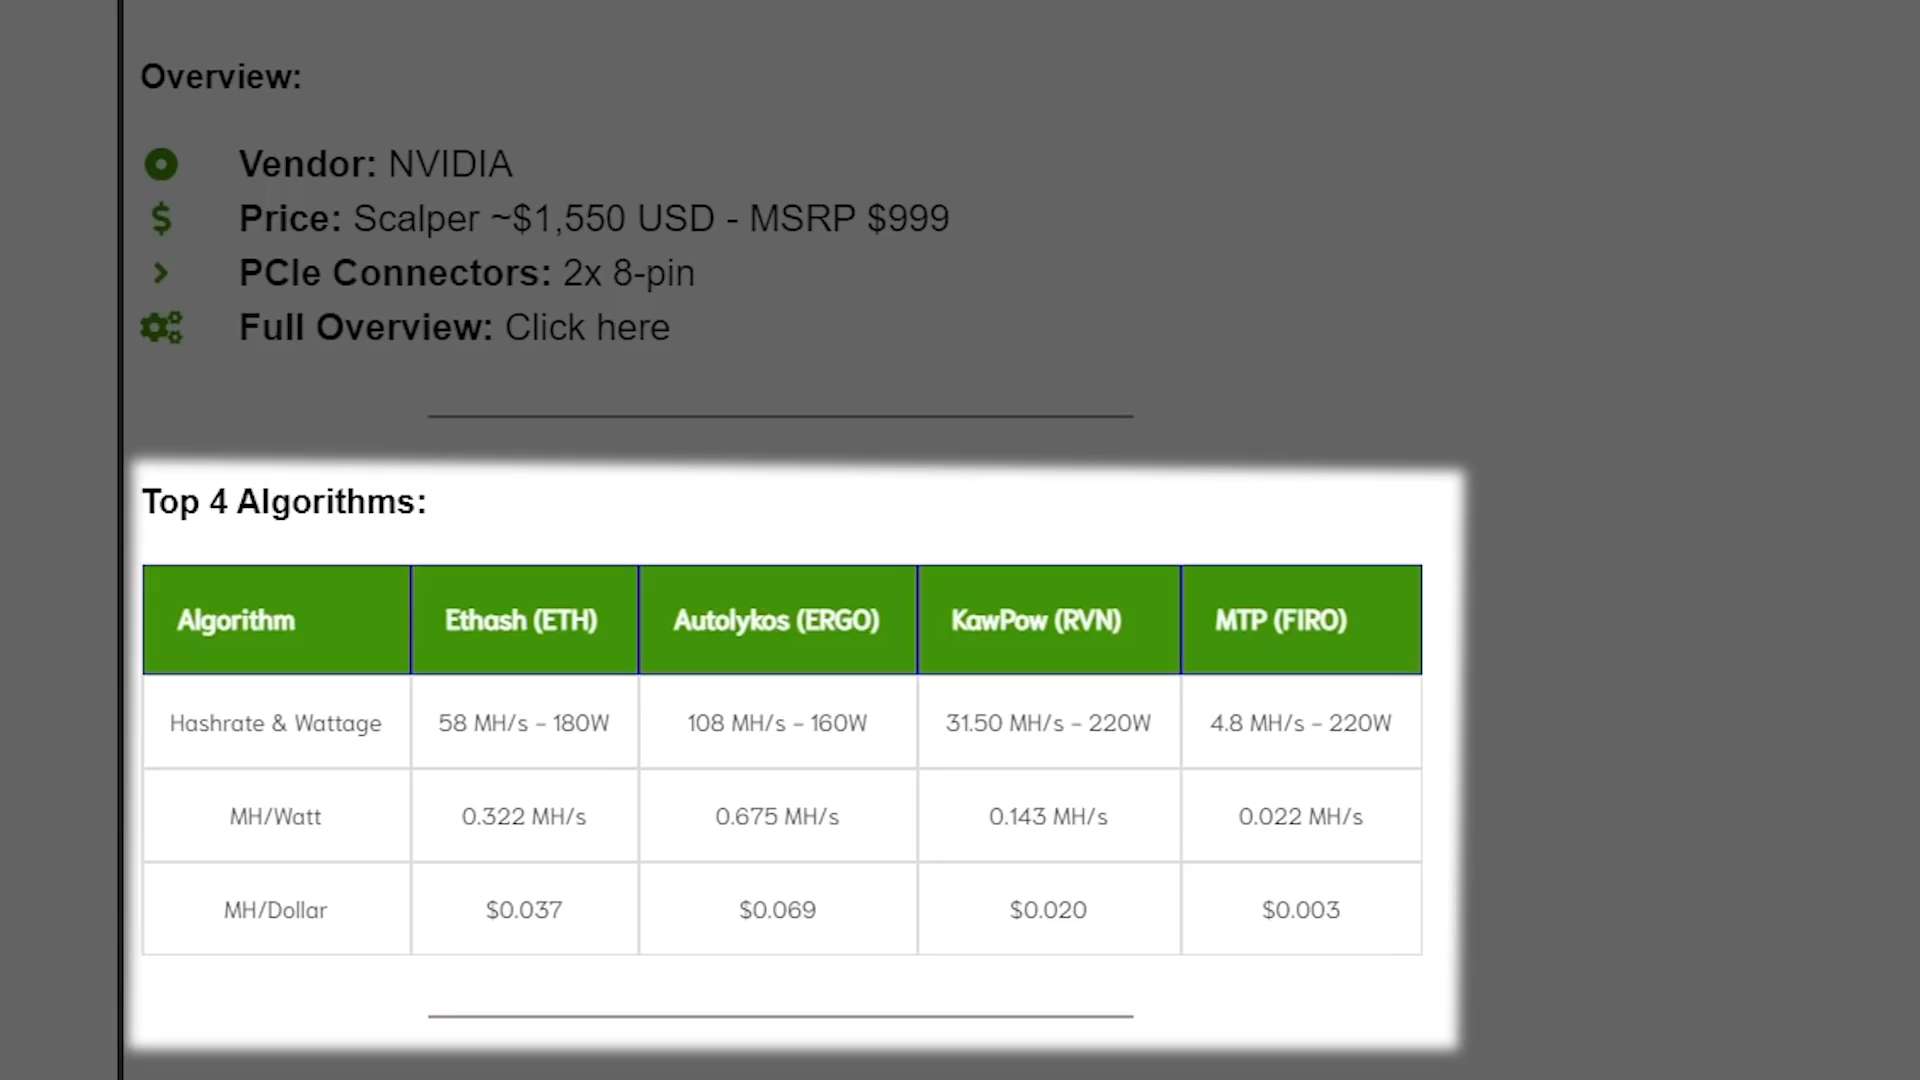 Overview:
Vendor: NVIDIA
Price: Scalper ~$1,550 USD - MSRP $999
PCIe Connectors: 2x 8-pin
Full Overview: Click here
Top 4 Algorithms:
Algorithm Ethash (ETH) Autolykos (ERGO) KawPow (RVN) MTP (FIRO)
Hashrate & Wattage 58 MH/s – 180W 108 MH/s – 160W 31.50 MH/s – 220W 4.8 MH/s – 220W
MH/Watt 0.322 MH/s 0.675 MH/s 0.143 MH/s 0.022 MH/s
MH/Dollar $0.037 $0.069 $0.020 $0.003